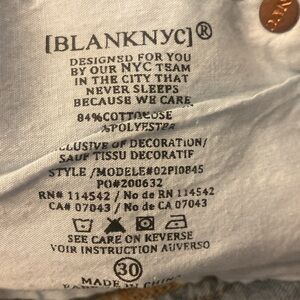 [BLANKNYC]®
DESIGNED FOR YOU
BY OUR NYC TEAM
IN THE CITY THAT
NEVER SLEEPS
BECAUSE WE CARE
84%
POLYESTER
OF DECORATION/
SAUF TISSU DECORATIF
STYLE /MODELE#02PI0845
PO#200632
RN# 114542 / No de RN 114542
CA# 07043 / No de CA 07043
SEE CARE ON REVERSE
VOIR INSTRUCTION AUVERSO
30
MADE IN CHINA